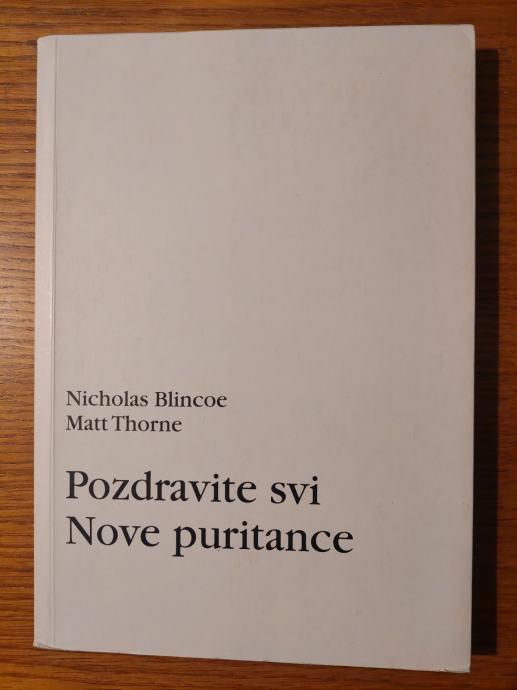 Nicholas Blincoe
Matt Thorne
Pozdravite svi
Nove puritance